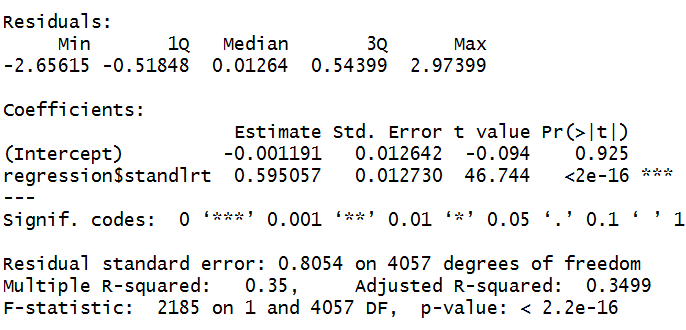 Residuals:
     Min       1Q   Median       3Q      Max
-2.65615 -0.51848  0.01264  0.54399  2.97399
Coefficients:
                    Estimate Std. Error t value Pr(>|t|)
(Intercept)        -0.001191   0.012642  -0.094    0.925
regression$standlrt 0.595057   0.012730  46.744   <2e-16 ***
---
Signif. codes:  0 ‘***’ 0.001 ‘**’ 0.01 ‘*’ 0.05 ‘.’ 0.1 ‘ ’ 1
Residual standard error: 0.8054 on 4057 degrees of freedom
Multiple R-squared:   0.35,     Adjusted R-squared:  0.3499
F-statistic:  2185 on 1 and 4057 DF,  p-value: < 2.2e-16